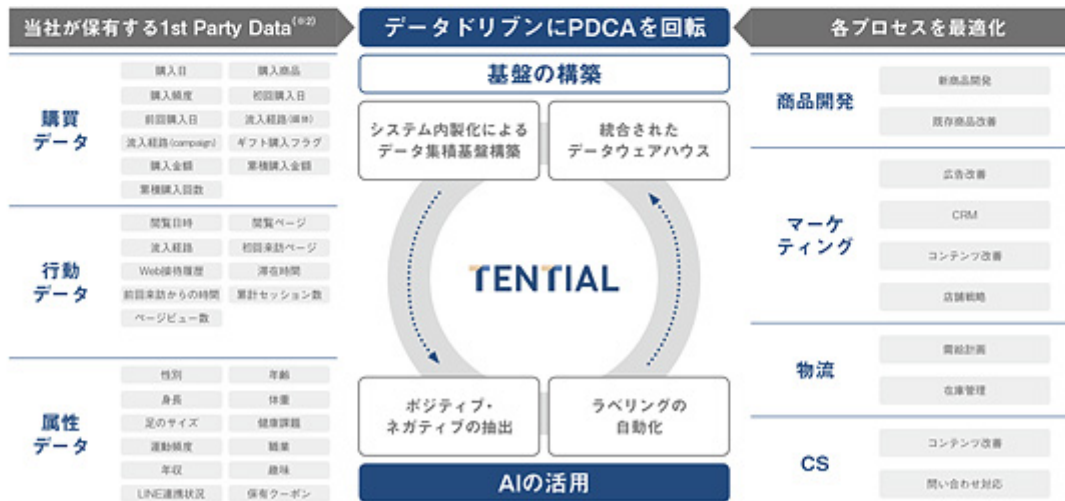 当社が保有する1st Party Data(※2)
データドリブンにPDCAを回転
各プロセスを最適化
購買
データ
購入日
購入商品
購入頻度
初回購入日
前回購入日
流入経路(媒体)
流入経路(campaign)
ギフト購入フラグ
購入金額
累積購入金額
累積購入回数
行動
データ
閲覧日時
閲覧ページ
流入経路
初回来訪ページ
Web接待履歴
滞在時間
前回来訪からの時間
累計セッション数
ページビュー数
属性
データ
性別
年齢
身長
体重
足のサイズ
健康課題
運動頻度
職業
年収
趣味
LINE連携状況
保有クーポン
基盤の構築
システム内製化による
データ集積基盤構築
統合された
データウェアハウス
TENTIAL
ポジティブ・
ネガティブの抽出
ラベリングの
自動化
AIの活用
商品開発
新商品開発
既存商品改善
マーケ
ティング
広告改善
CRM
コンテンツ改善
店舗戦略
物流
需給計画
在庫管理
CS
コンテンツ改善
問い合わせ対応